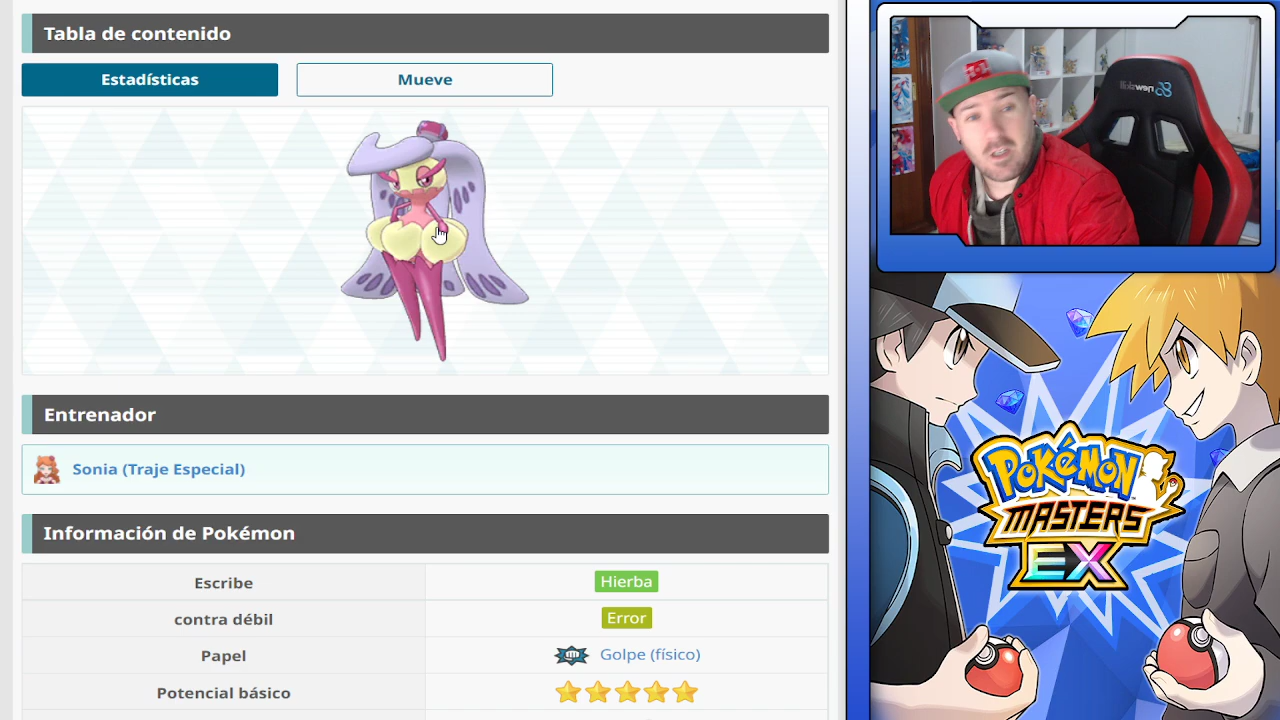 Tabla de contenido
Estadísticas
Mueve
Entrenador
Sonia (Traje Especial)
Información de Pokémon
Escribe
Hierba
contra débil
Error
Papel
Golpe (físico)
Potencial básico
POKÉMON
MASTERS
EX